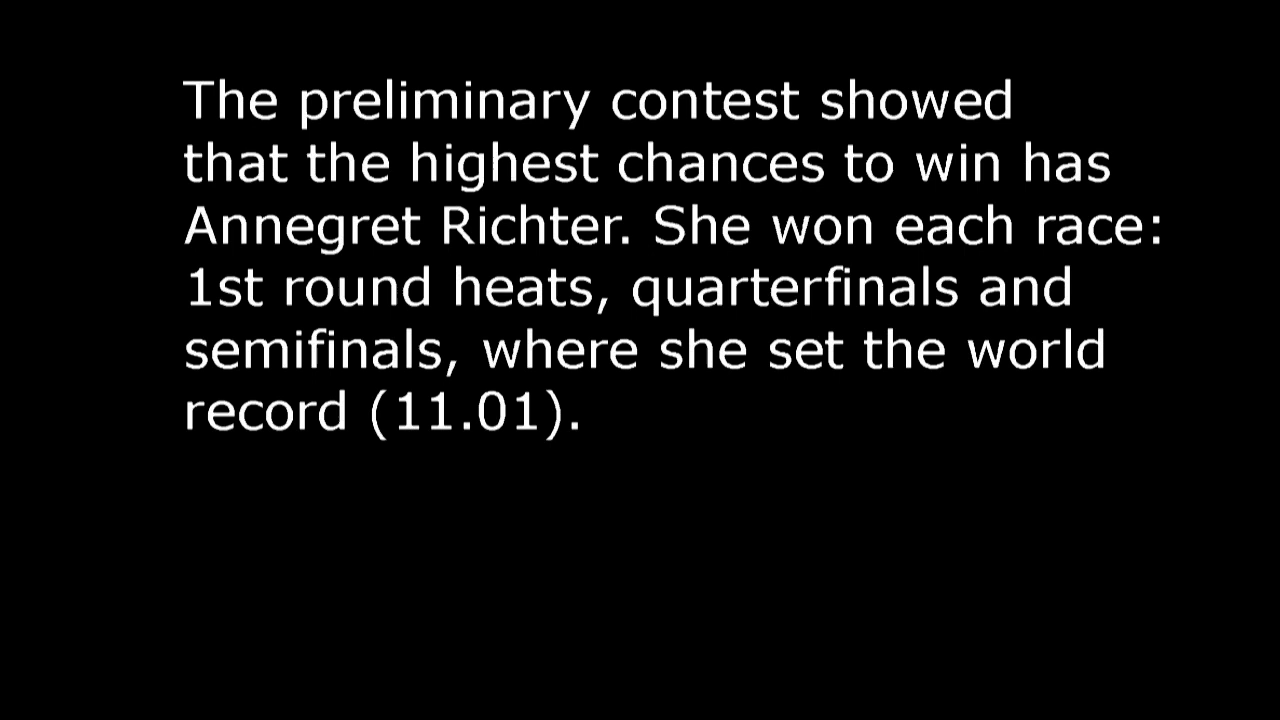 The preliminary contest showed
that the highest chances to win has
Annegret Richter. She won each race:
1st round heats, quarterfinals and
semifinals, where she set the world
record (11.01).